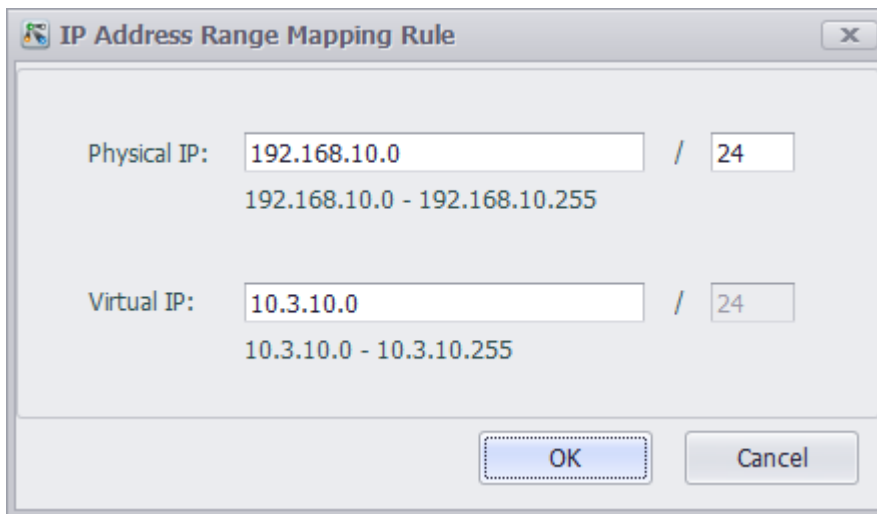 IP Address Range Mapping Rule
Physical IP: 192.168.10.0 / 24
192.168.10.0 - 192.168.10.255
Virtual IP: 10.3.10.0 / 24
10.3.10.0 - 10.3.10.255
OK Cancel